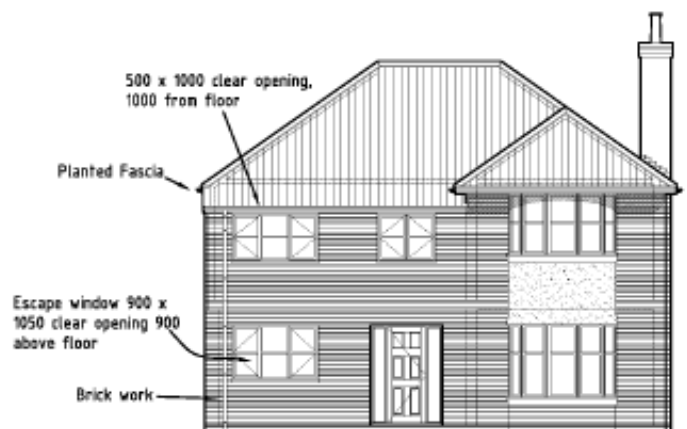 500 x 1000 clear opening,
1000 from floor
Planted Fascia
Escape window 900 x
1050 clear opening 900
above floor
Brick work